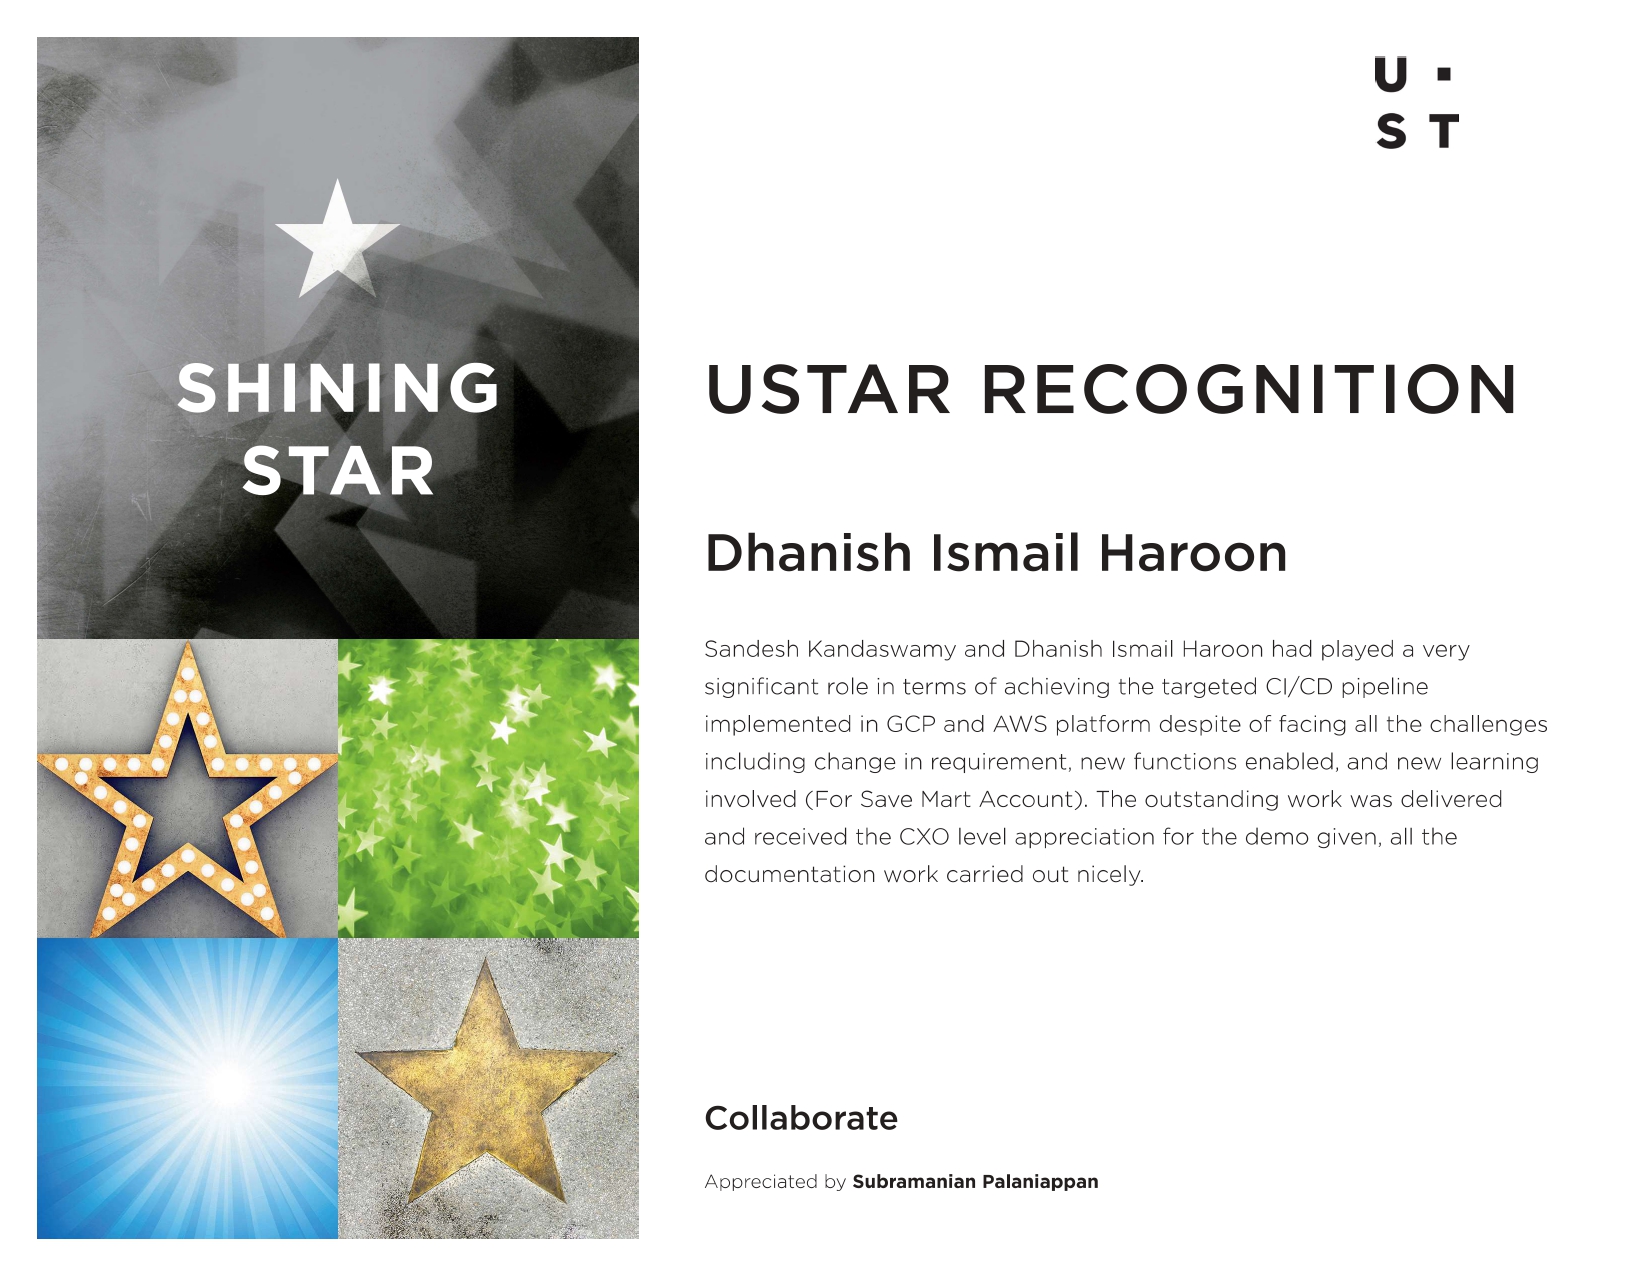 U ▪
S T
SHINING
STAR
USTAR RECOGNITION
Dhanish Ismail Haroon
Sandesh Kandaswamy and Dhanish Ismail Haroon had played a very
significant role in terms of achieving the targeted CI/CD pipeline
implemented in GCP and AWS platform despite of facing all the challenges
including change in requirement, new functions enabled, and new learning
involved (For Save Mart Account). The outstanding work was delivered
and received the CXO level appreciation for the demo given, all the
documentation work carried out nicely.
Collaborate
Appreciated by Subramanian Palaniappan